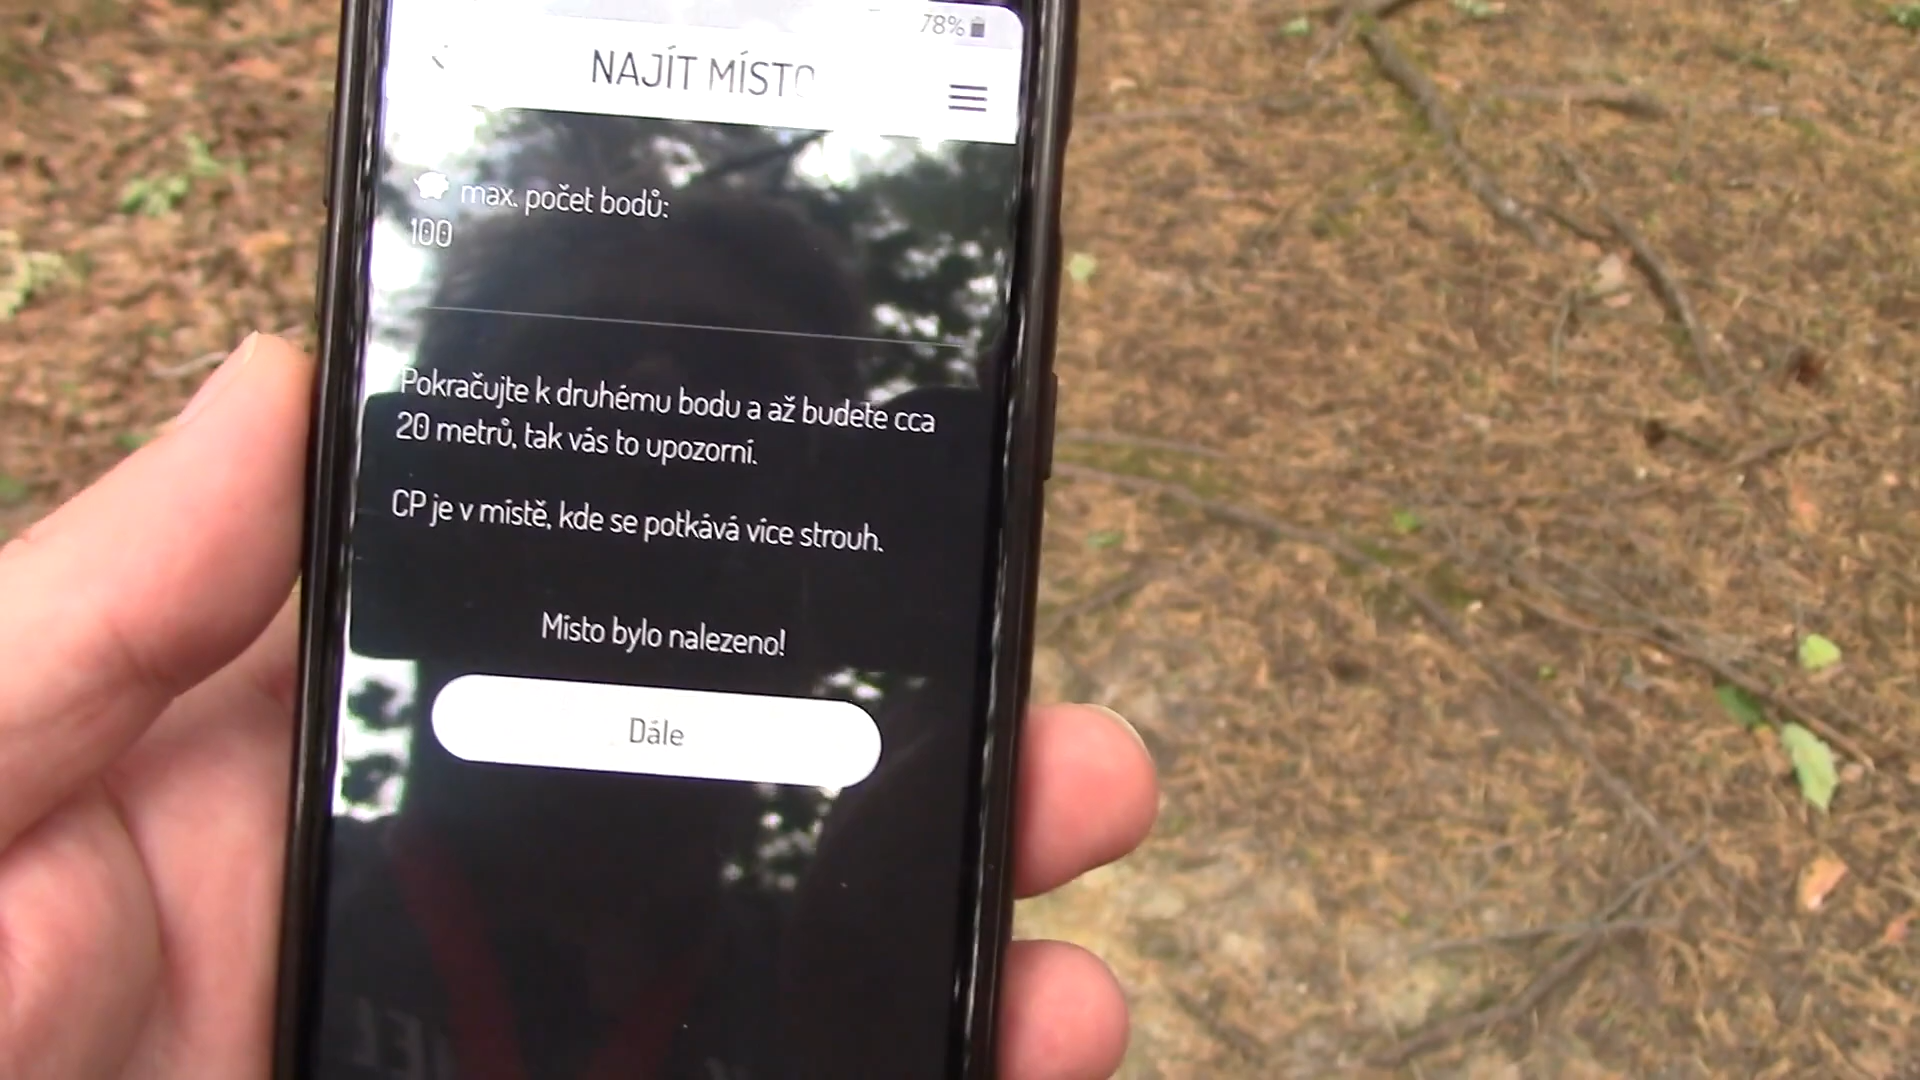 78%
NAJÍT MÍSTO
max. počet bodů:
100
Pokračujte k druhému bodu a až budete cca
20 metrů, tak vás to upozorní.
CP je v místě, kde se potkává více strouh.
Místo bylo nalezeno!
Dále